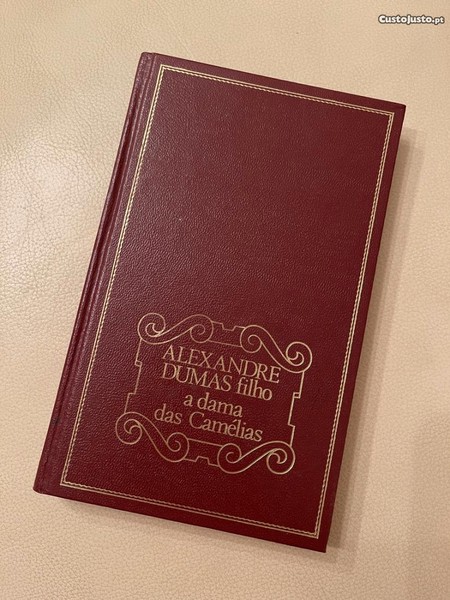 CustoJusto.pt
ALEXANDRE
DUMAS filho
a dama
das Camélias